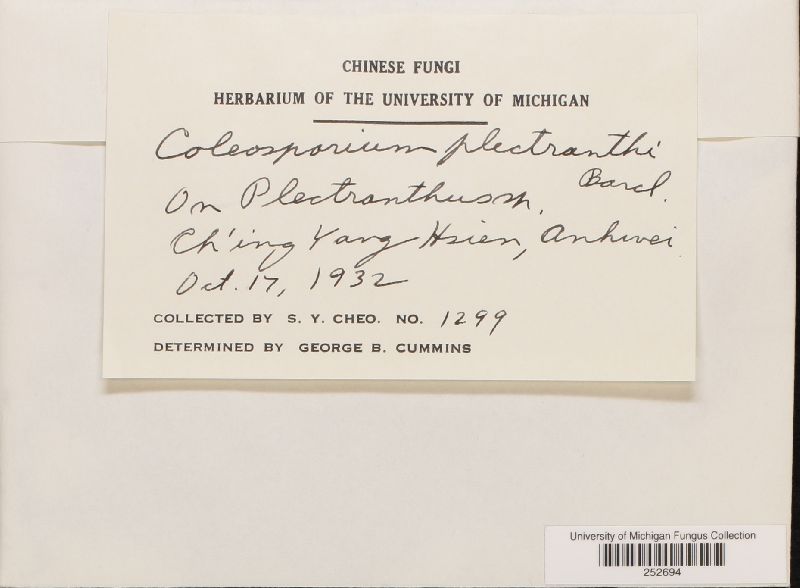 CHINESE FUNGI
HERBARIUM OF THE UNIVERSITY OF MICHIGAN
Coleosporium plectranthi
Barcl.
On Plectranthus sp.
Ch'ing Yang Hsien, Anhwei
Oct. 17, 1932
COLLECTED BY S. Y. CHEO. NO. 1299
DETERMINED BY GEORGE B. CUMMINS
University of Michigan Fungus Collection
252694